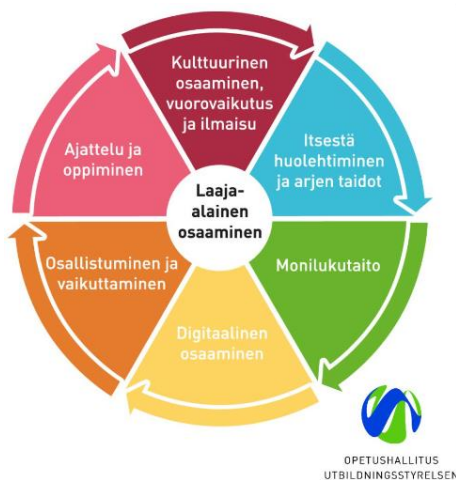 Kulttuurinen
osaaminen,
vuorovaikutus
ja ilmaisu
Itsestä
huolehtiminen
ja arjen taidot
Monilukutaito
Digitaalinen
osaaminen
Osallistuminen ja
vaikuttaminen
Ajattelu ja
oppiminen
Laaja-
alainen
osaaminen
OPETUSHALLITUS
UTBILDNINGSSTYRELSEN